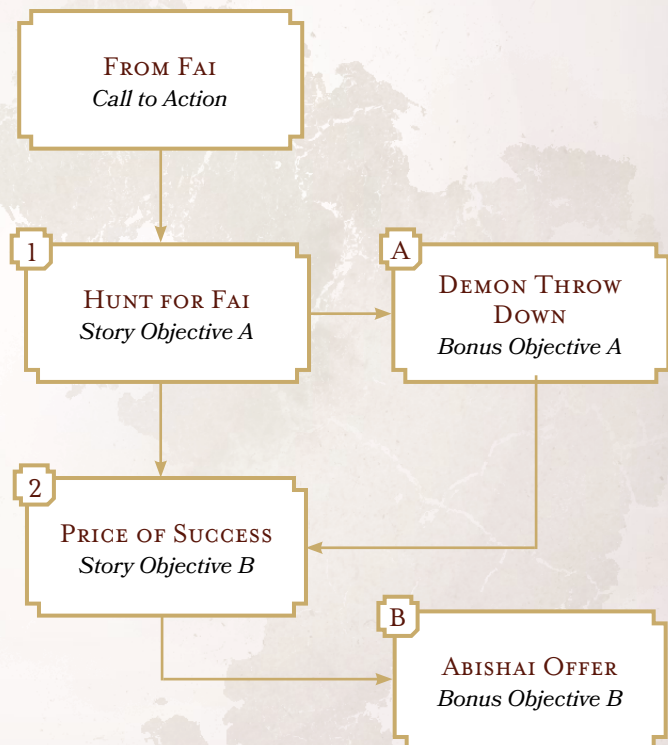 From Fai
Call to Action
1
Hunt for Fai
Story Objective A
A
Demon Throw
Down
Bonus Objective A
2
Price of Success
Story Objective B
B
Abishai Offer
Bonus Objective B